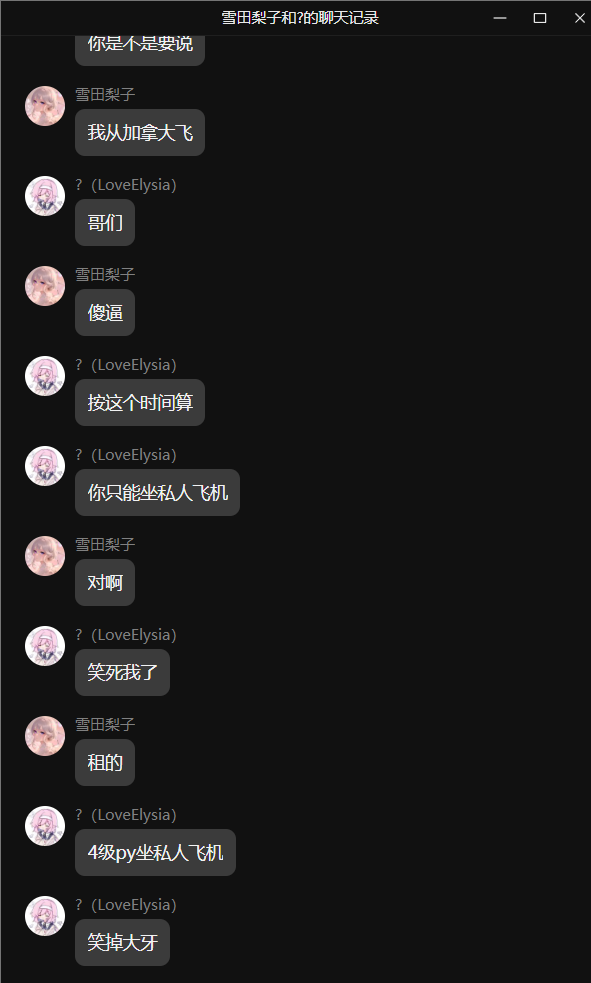 雪田梨子和?的聊天记录
你是不是要说
雪田梨子
我从加拿大飞
?（LoveElysia）
哥们
雪田梨子
傻逼
?（LoveElysia）
按这个时间算
?（LoveElysia）
你只能坐私人飞机
雪田梨子
对啊
?（LoveElysia）
笑死我了
雪田梨子
租的
?（LoveElysia）
4级py坐私人飞机
?（LoveElysia）
笑掉大牙